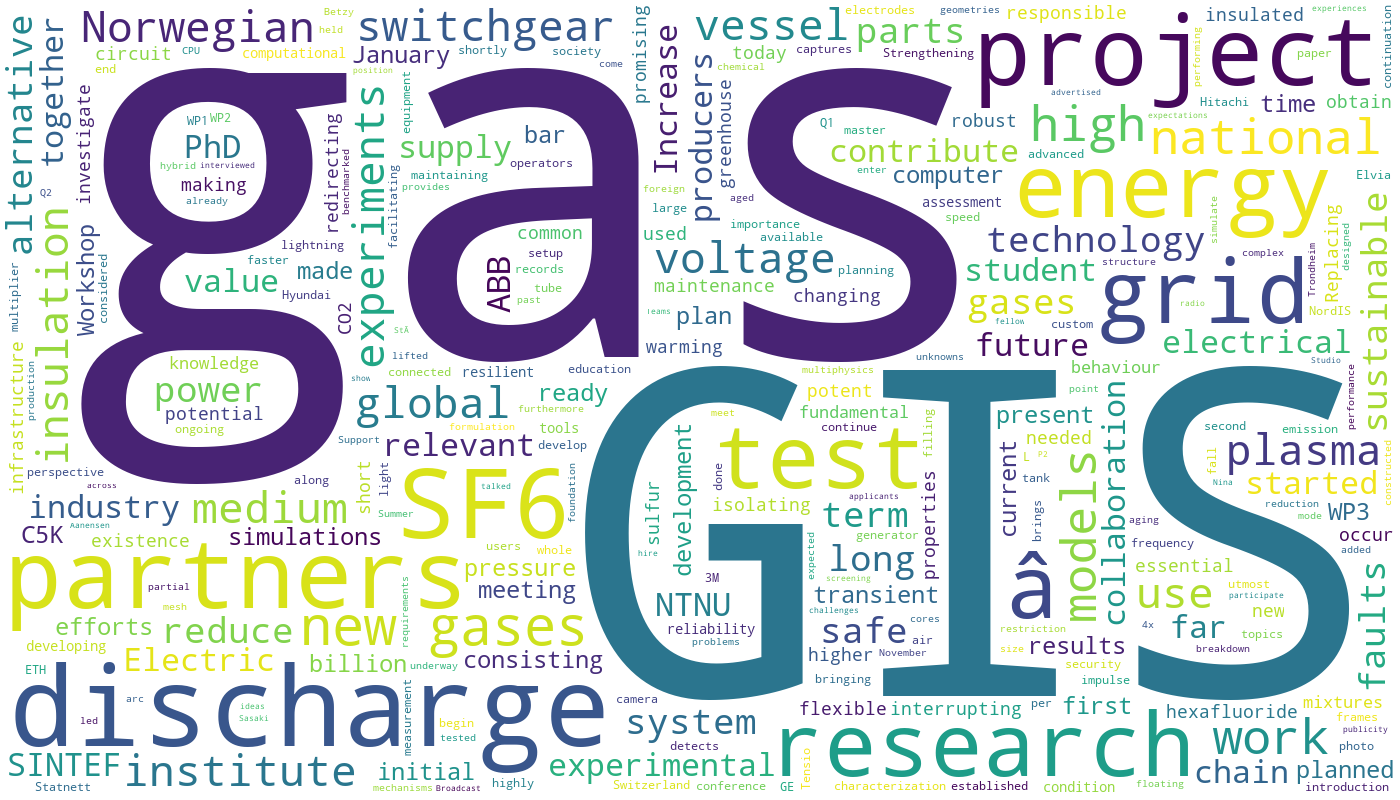 gas
GIS
project
energy
grid
SF6
test
partners
discharge
research
Norwegian
switchgear
vessel
parts
high
national
technology
voltage
insulation
alternative
together
experiments
supply
contribute
computer
producers
Increase
January
circuit
computational
Betzy
held
CPU
end
shortly
society
come
position
promising
today
electrodes
geometries
captures
Strengthening
responsible
insulated
experiences
performing
paper
continuation
chemical
advertised
Hitachi
time
obtain
WP1
WP2
PhD
hybrid
interviewed
making
already
investigate
Q2
redirecting
benchmarked
equipment
bar
operators
maintaining
provides
facilitating
greenhouse
Q1
master
robust
advanced
expectations
enter
assessment
speed
Elvia
foreign
aged
large
importance
available
used
common
setup
records
tube
past
ABB
lightning
faster
value
made
Hyundai
CO2
Workshop
considered
multiplier
planning
maintenance
changing
student
gases
simulate
complex
structure
Trondheim
Replacing
designed
NordIS
sustainable
radio
fellow
custom
Teams
plan
StÂ
warming
unknowns
future
electrical
Studio
knowledge
power
potential
ongoing
lifted
connected
resilient
education
show
global
ready
furthermore
formulation
tools
Support
relevant
develop
multiphysics
potent
behaviour
point
performance
meet
fundamental
continue
present
needed
second
emission
infrastructure
production
perspective
across
along
short
light
Summer
talked
foundation
development
done
isolating
filling
L
P2
tank
current
fall
Nina
plasma
started
constructed
reduction
mode
industry
Aanensen
medium
C5K
existence
simulations
users
whole
pressure
meeting
sulfur
hire
3M
applicants
term
generator
properties
brings
models
collaboration
aging
frequency
added
WP3
occur
essential
utmost
participate
partial
mesh
requirements
new
gases
NTNU
reliability
problems
expected
screening
long
transient
challenges
cores
â
use
new
4x
far
topics
efforts
reduce
developing
Electric
billion
underway
consisting
safe
air
November
restriction
size
results
security
breakdown
faults
ETH
higher
bringing
impulse
arc
led
ideas
Sasaki
camera
system
flexible
interrupting
per
first
hexafluoride
mixtures
frames
publicity
measurement
begin
tested
detects
work
photo
SINTEF
institute
initial
experimental
Tensio
chain
planned
Statnett
mechanisms
Broadcast
highly
Switzerland
conference
GE
characterization
established
condition
floating
introduction